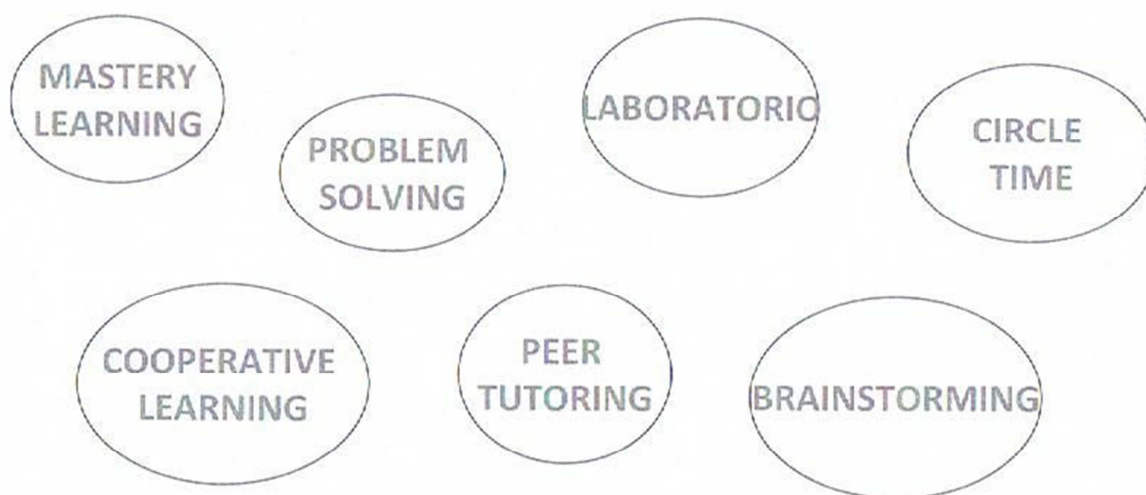 MASTERY
LEARNING
PROBLEM
SOLVING
LABORATORIO
CIRCLE
TIME
COOPERATIVE
LEARNING
PEER
TUTORING
BRAINSTORMING